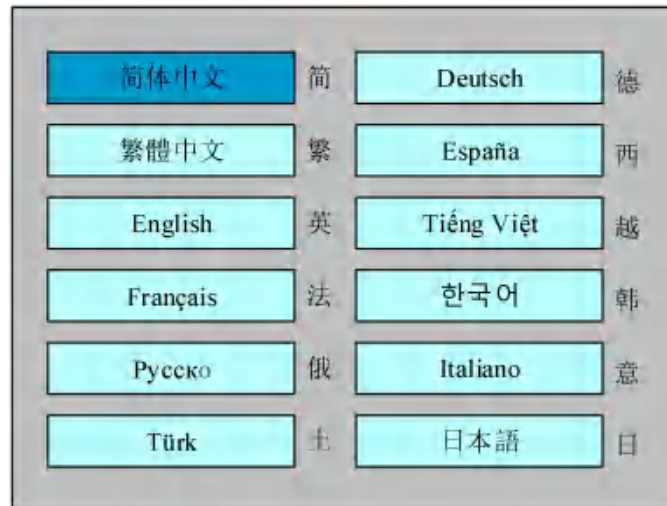 简体中文 简 Deutsch 德
繁體中文 繁 España 西
English 英 Tiếng Việt 越
Français 法 한국어 韩
Русско 俄 Italiano 意
Türk 土 日本語 日